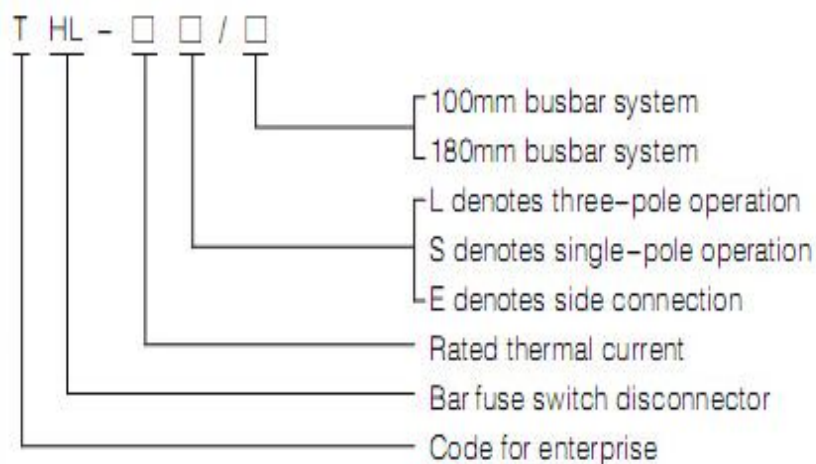 T HL - □ □ / □
100mm busbar system
180mm busbar system
L denotes three-pole operation
S denotes single-pole operation
E denotes side connection
Rated thermal current
Bar fuse switch disconnector
Code for enterprise